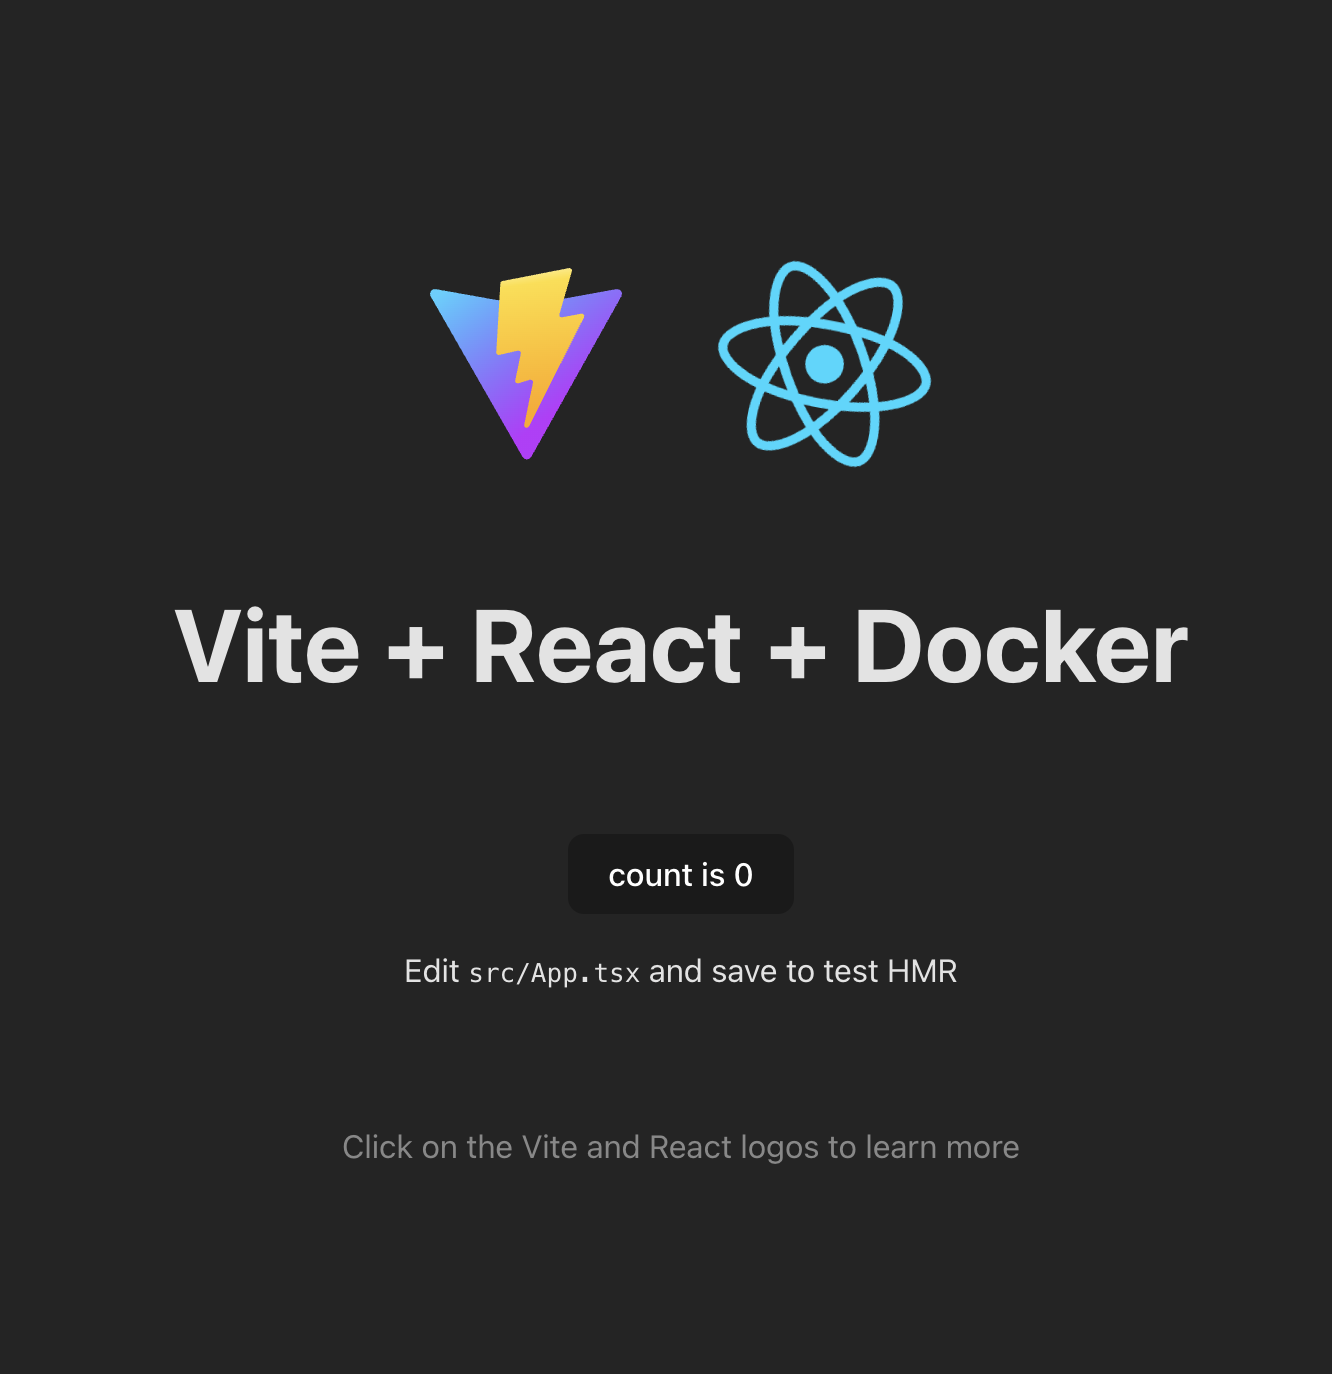 Vite + React + Docker
count is 0
Edit src/App.tsx and save to test HMR
Click on the Vite and React logos to learn more